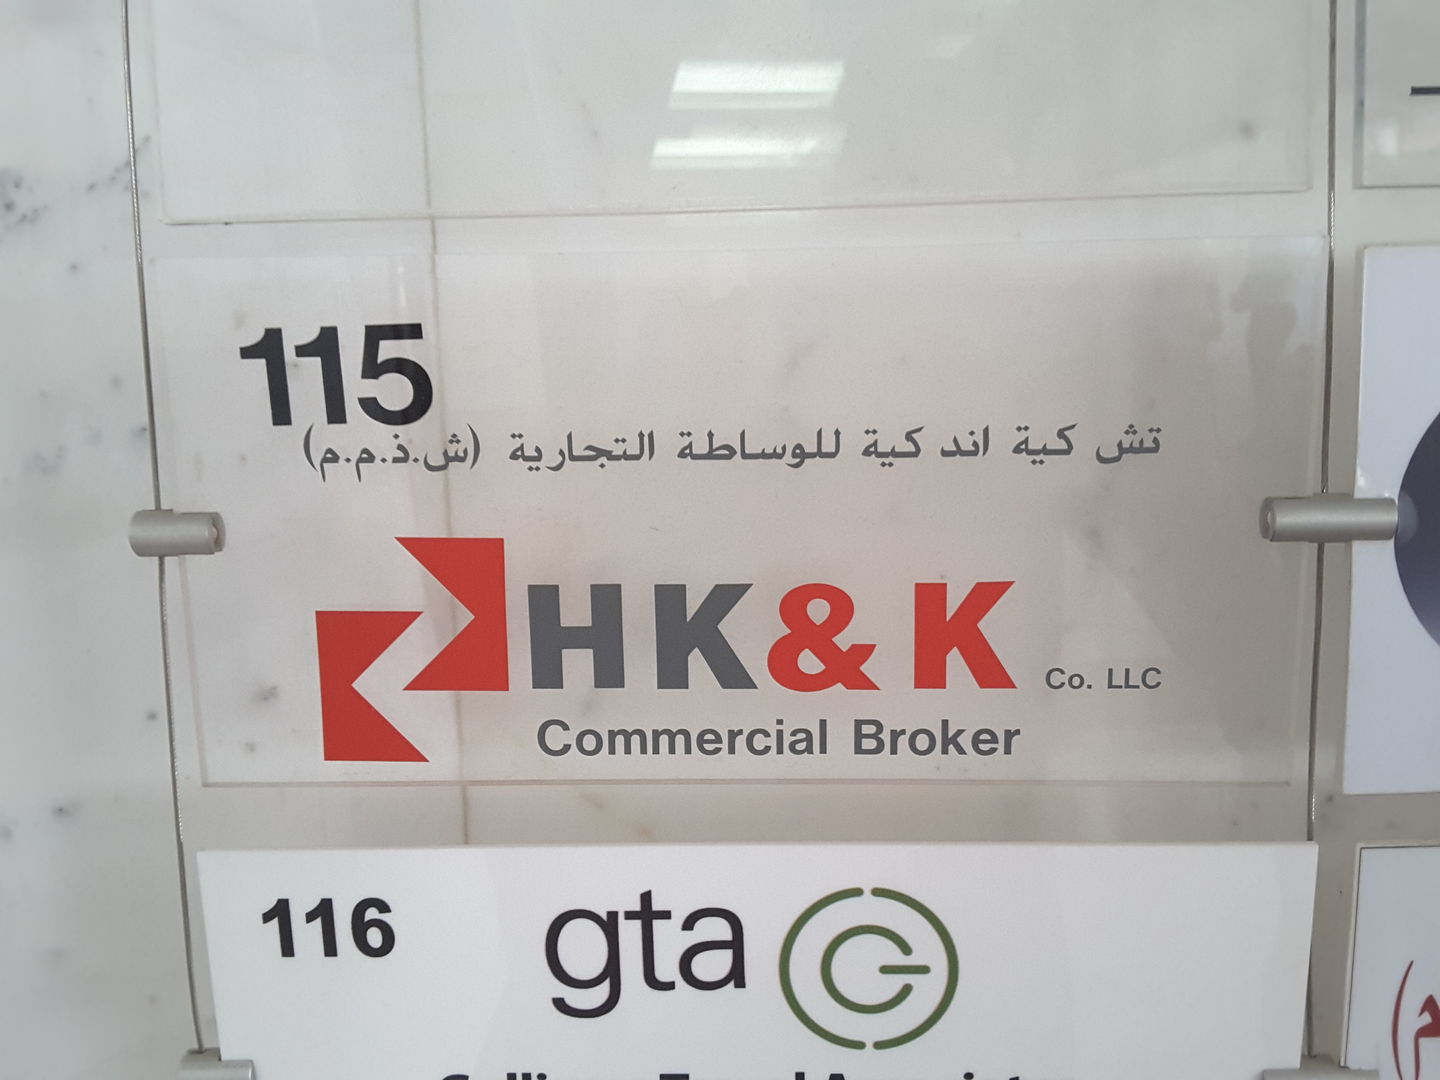 115
تش كية اند كية للوساطة التجارية (ش.ذ.م.م)
HK&K Co. LLC
Commercial Broker
116
gta